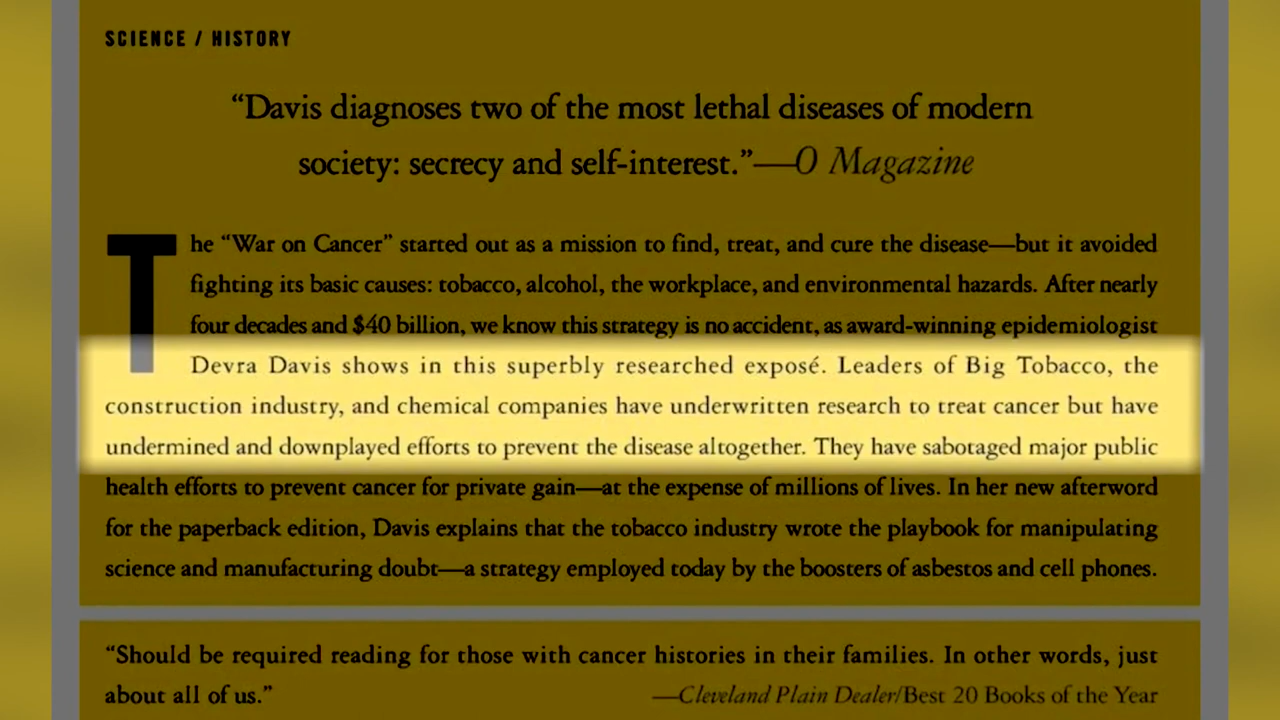 SCIENCE / HISTORY
“Davis diagnoses two of the most lethal diseases of modern
society: secrecy and self-interest.”—O Magazine
The “War on Cancer” started out as a mission to find, treat, and cure the disease—but it avoided
fighting its basic causes: tobacco, alcohol, the workplace, and environmental hazards. After nearly
four decades and $40 billion, we know this strategy is no accident, as award-winning epidemiologist
Devra Davis shows in this superbly researched exposé. Leaders of Big Tobacco, the
construction industry, and chemical companies have underwritten research to treat cancer but have
undermined and downplayed efforts to prevent the disease altogether. They have sabotaged major public
health efforts to prevent cancer for private gain—at the expense of millions of lives. In her new afterword
for the paperback edition, Davis explains that the tobacco industry wrote the playbook for manipulating
science and manufacturing doubt—a strategy employed today by the boosters of asbestos and cell phones.
“Should be required reading for those with cancer histories in their families. In other words, just
about all of us.” —Cleveland Plain Dealer/Best 20 Books of the Year